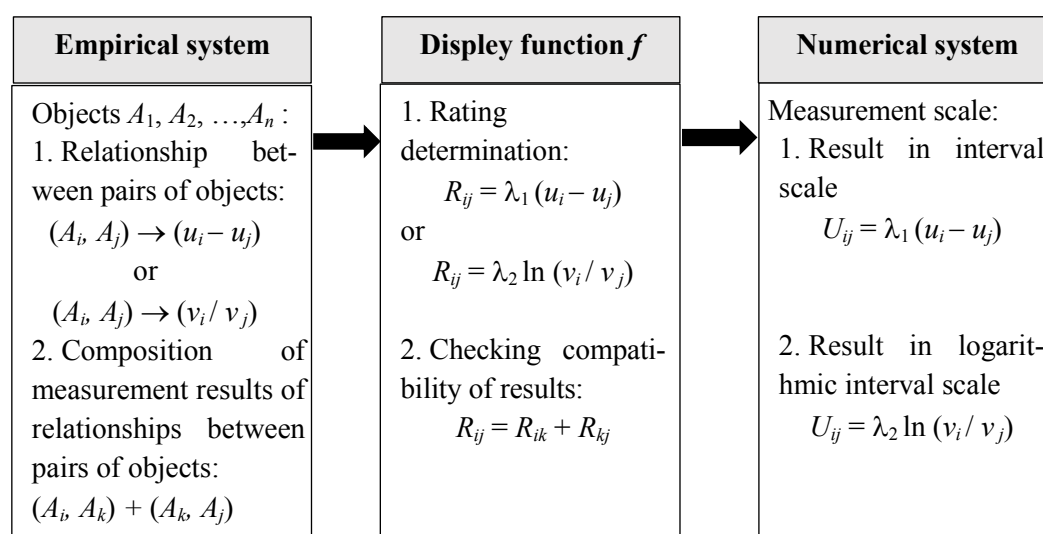 Empirical system
Objects A1, A2, …,An :
1. Relationship bet-
ween pairs of objects:
(Ai, Aj) → (ui – uj)
or
(Ai, Aj) → (vi / vj)
2. Composition of
measurement results of
relationships between
pairs of objects:
(Ai, Ak) + (Ak, Aj)
Display function f
1. Rating
determination:
Rij = λ1 (ui – uj)
or
Rij = λ2 ln (vi / vj)
2. Checking compati-
bility of results:
Rij = Rik + Rkj
Numerical system
Measurement scale:
1. Result in interval
scale
Uij = λ1 (ui – uj)
2. Result in logarit-
hmic interval scale
Uij = λ2 ln (vi / vj)